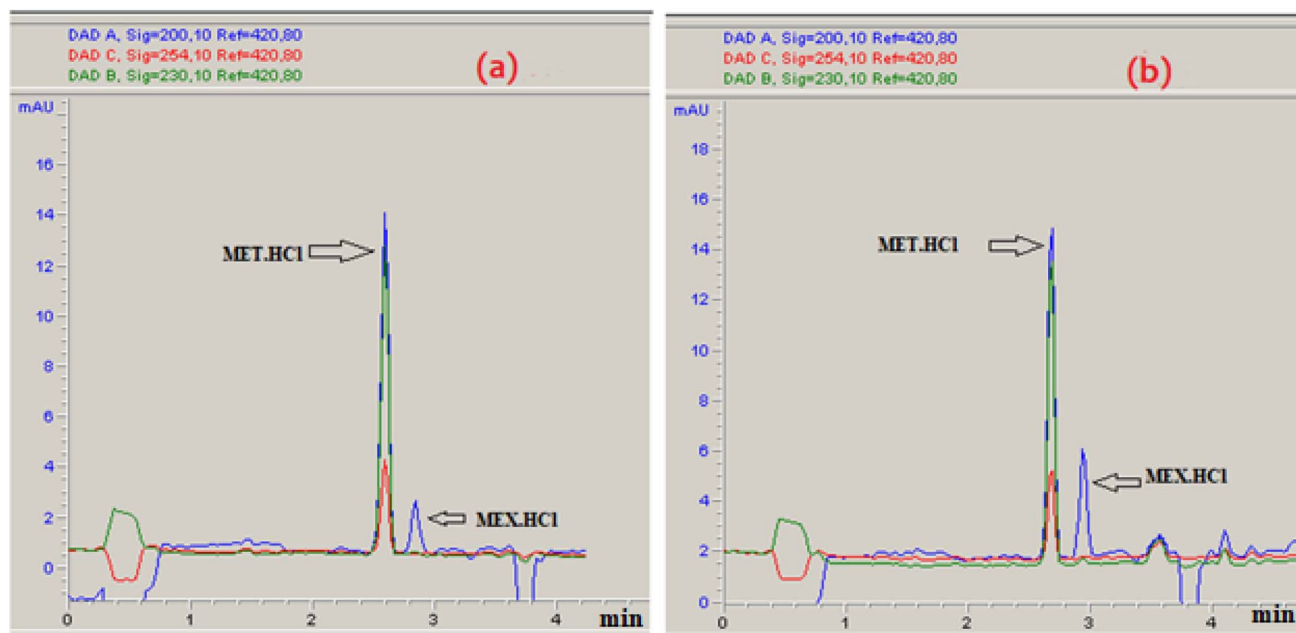 DAD A, Sig=200,10 Ref=420,80
DAD C, Sig=254,10 Ref=420,80
DAD B, Sig=230,10 Ref=420,80
(a)
mAU
16
14
12
10
8
6
4
2
0
MET.HCl
MEX.HCl
0
1
2
3
4
min
DAD A, Sig=200,10 Ref=420,80
DAD C, Sig=254,10 Ref=420,80
DAD B, Sig=230,10 Ref=420,80
(b)
mAU
18
16
14
12
10
8
6
4
2
0
MET.HCl
MEX.HCl
0
1
2
3
4
min